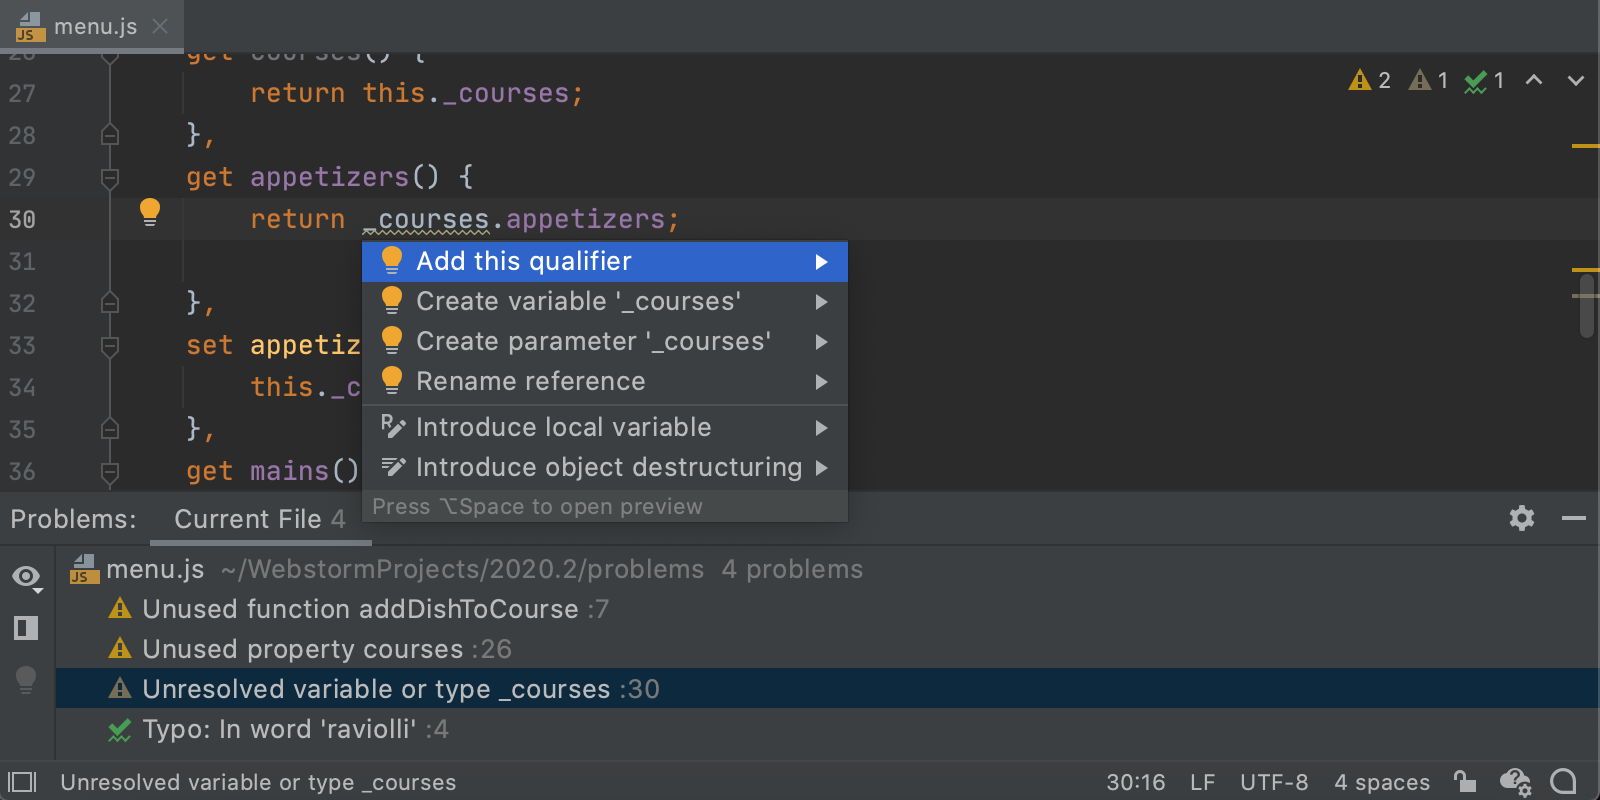 menu.js
26 get courses() {
27 return this._courses;
28 },
29 get appetizers() {
30 return _courses.appetizers;
31
32 },
33 set appetiz
34 this._c
35 },
36 get mains()
2 1 1
Add this qualifier
Create variable '_courses'
Create parameter '_courses'
Rename reference
Introduce local variable
Introduce object destructuring
Press ⌥Space to open preview
Problems: Current File 4
JS menu.js ~/WebstormProjects/2020.2/problems 4 problems
Unused function addDishToCourse :7
Unused property courses :26
Unresolved variable or type _courses :30
Typo: In word 'raviolli' :4
Unresolved variable or type _courses 30:16 LF UTF-8 4 spaces